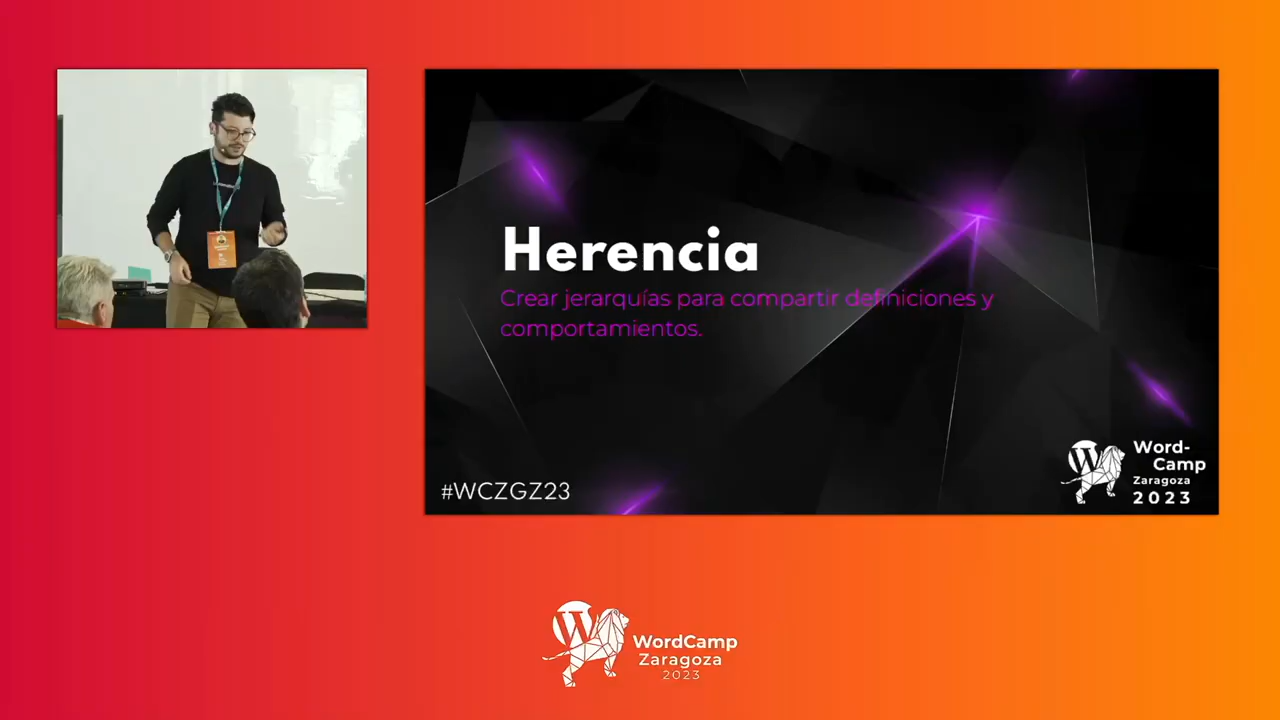 Herencia
Crear jerarquías para compartir definiciones y
comportamientos.
#WCZGZ23
Word-
Camp
Zaragoza
2023
WordCamp
Zaragoza
2023